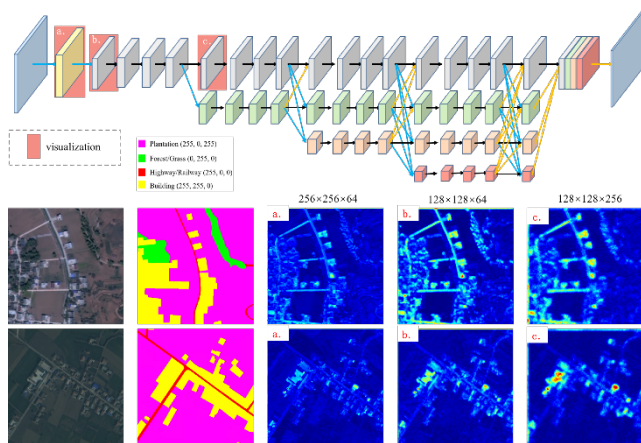 a.
b.
c.
visualization
Plantation (255, 0, 255)
Forest/Grass (0, 255, 0)
Highway/Railway (255, 0, 0)
Building (255, 255, 0)
256×256×64
128×128×64
128×128×256
a.
b.
c.
a.
b.
c.